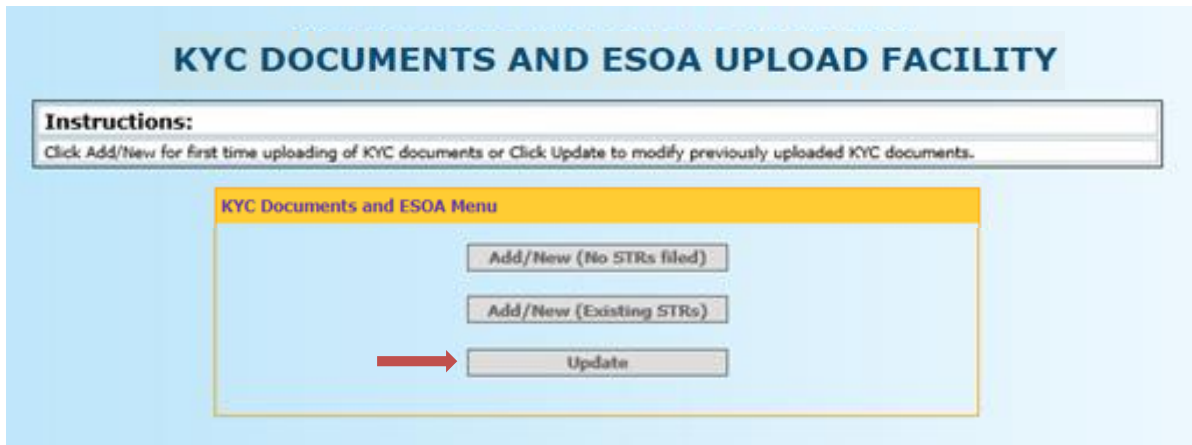 KYC DOCUMENTS AND ESOA UPLOAD FACILITY
Instructions:
Click Add/New for first time uploading of KYC documents or Click Update to modify previously uploaded KYC documents.
KYC Documents and ESOA Menu
Add/New (No STRs filed)
Add/New (Existing STRs)
Update